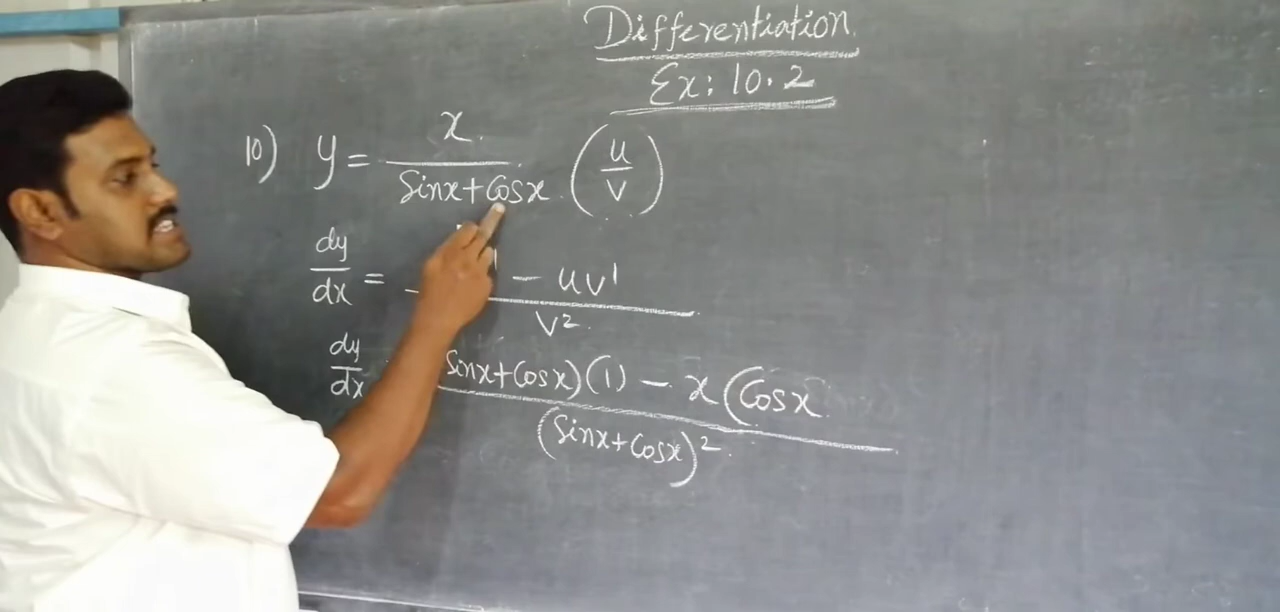 Differentiation
Ex: 10.2
10) y = x / (Sinx+Cosx) (u/v)
dy/dx = ' - uv' / v²
dy/dx sinx+Cosx)(1) - x(Cosx / (Sinx+Cosx)²